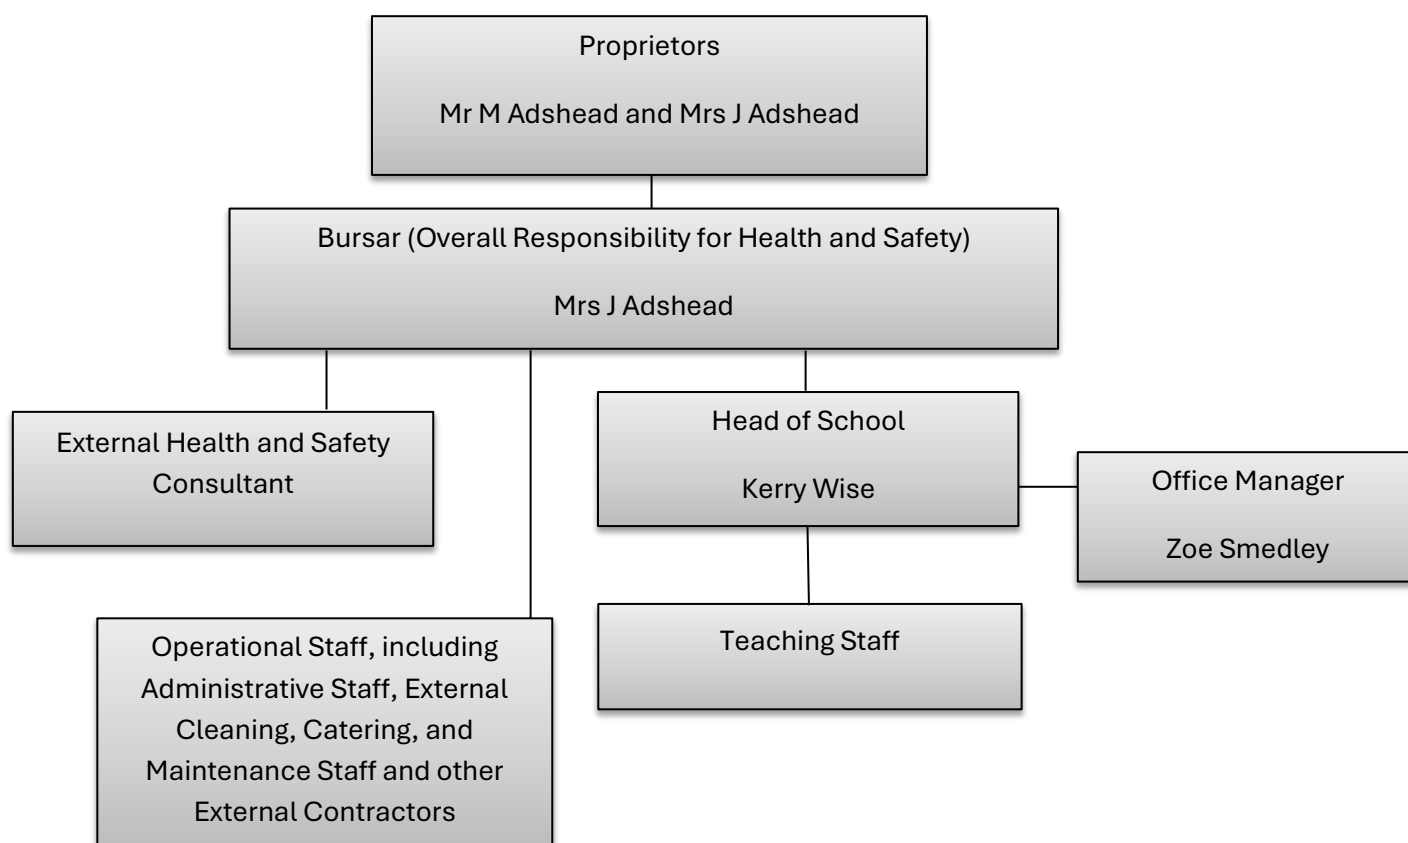 Proprietors
Mr M Adshead and Mrs J Adshead
Bursar (Overall Responsibility for Health and Safety)
Mrs J Adshead
External Health and Safety
Consultant
Head of School
Kerry Wise
Office Manager
Zoe Smedley
Operational Staff, including
Administrative Staff, External
Cleaning, Catering, and
Maintenance Staff and other
External Contractors
Teaching Staff